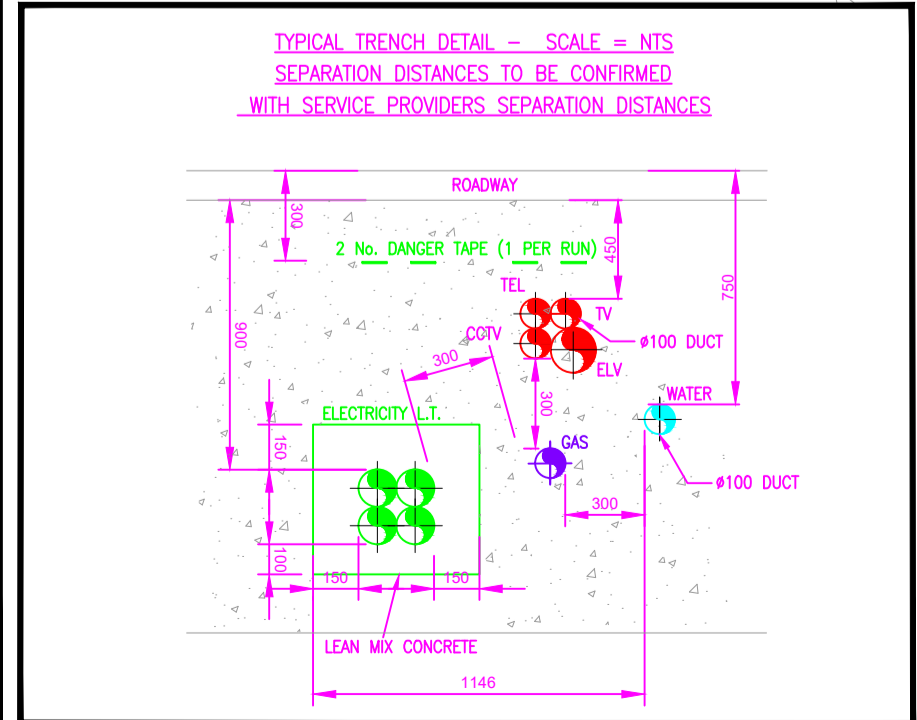 TYPICAL TRENCH DETAIL - SCALE = NTS
SEPARATION DISTANCES TO BE CONFIRMED
WITH SERVICE PROVIDERS SEPARATION DISTANCES
ROADWAY
300
2 No. DANGER TAPE (1 PER RUN)
450
750
TEL
TV
900
CCTV
ø100 DUCT
300
ELV
WATER
300
ELECTRICITY L.T.
150
GAS
ø100 DUCT
300
100
150
150
LEAN MIX CONCRETE
1146